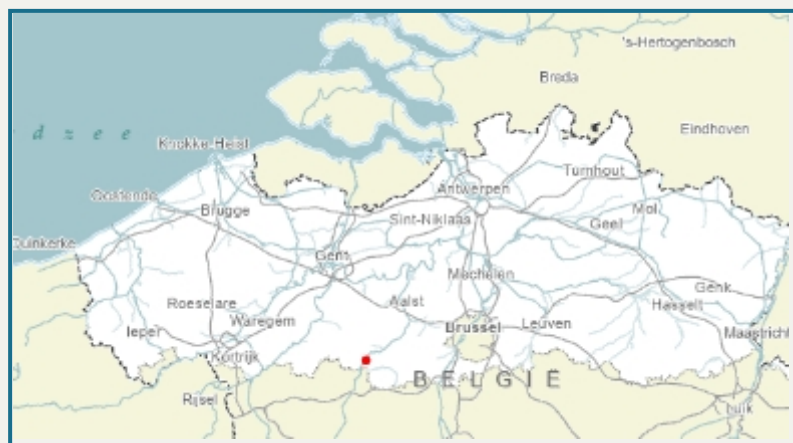 's-Hertogenbosch
Breda
d z e e
Eindhoven
Knokke-Heist
Turnhout
Oostende
Antwerpen
Mol
Brugge
Sint-Niklaas
Geel
Duinkerke
Gent
Mechelen
Genk
Roeselare
Aalst
Hasselt
Ieper
Waregem
Brussel
Leuven
Maastricht
Kortrijk
BELGIË
Rijsel
Luik